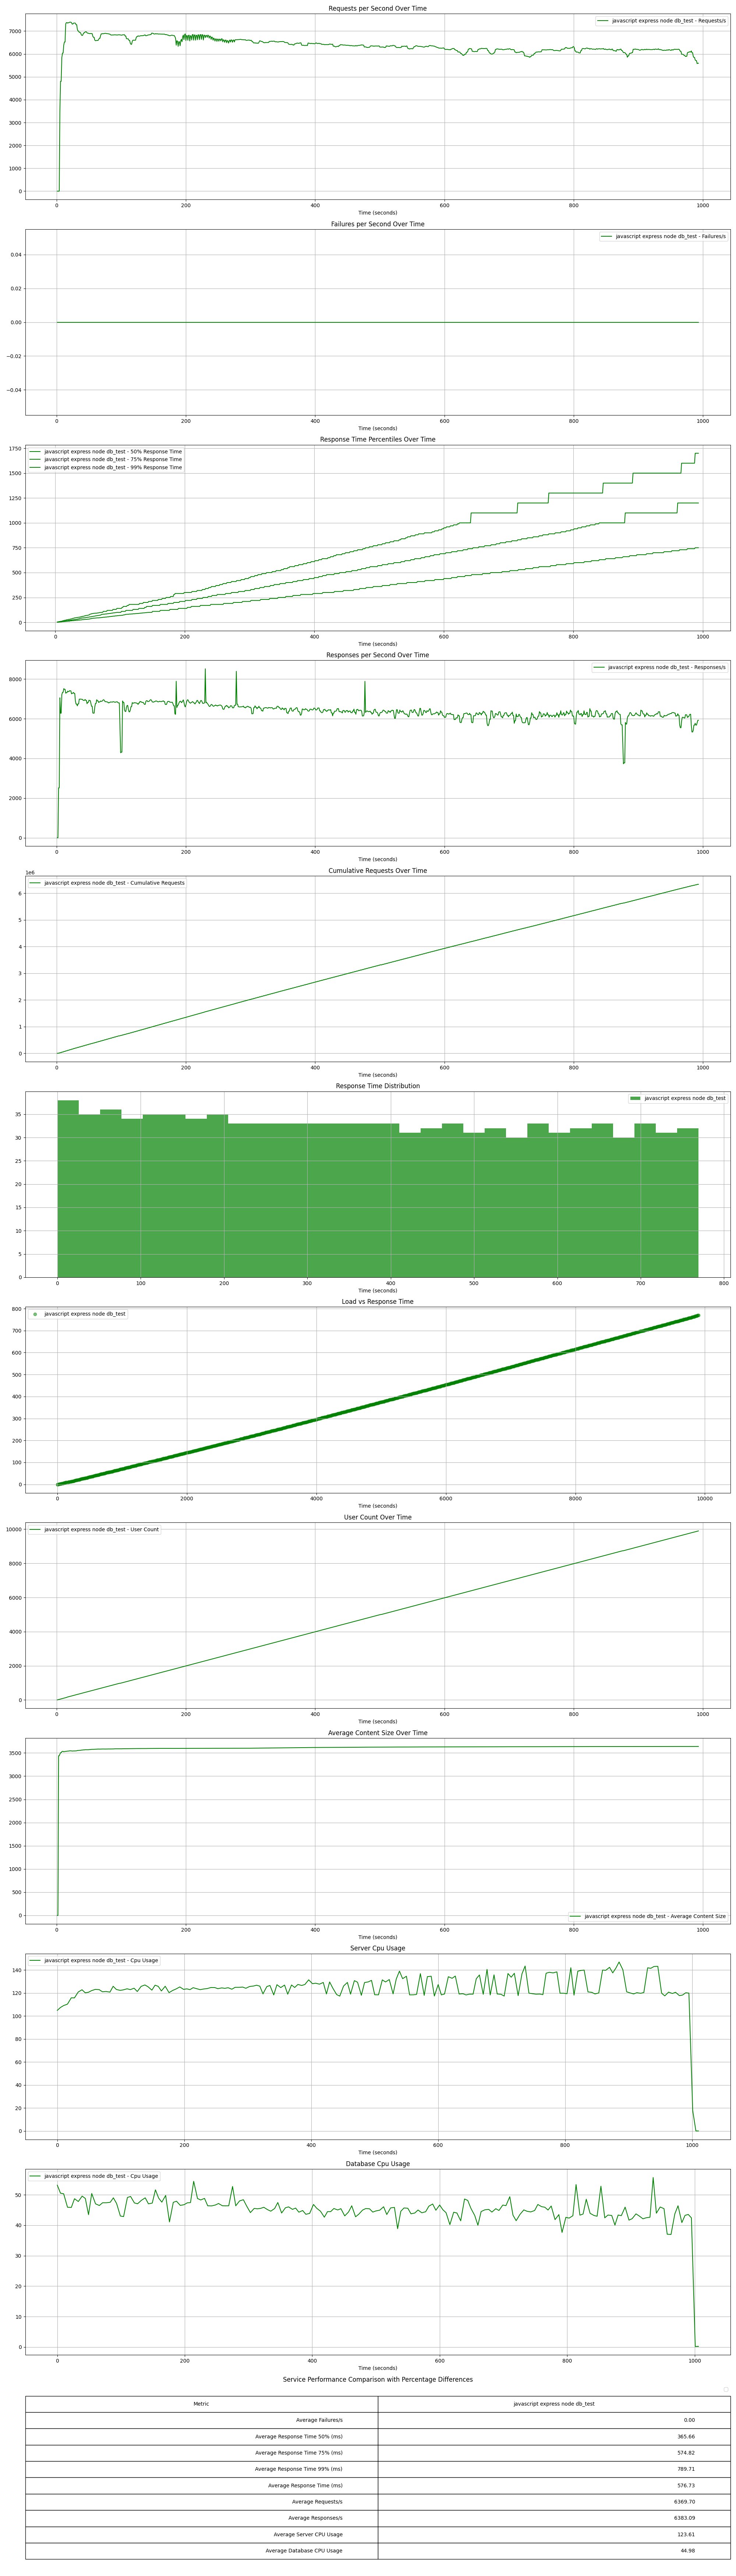 Requests per Second Over Time
javascript express node db_test - Requests/s
7000
6000
5000
4000
3000
2000
1000
0
0 200 400 600 800 1000
Time (seconds)
Failures per Second Over Time
javascript express node db_test - Failures/s
0.04
0.02
0.00
−0.02
−0.04
0 200 400 600 800 1000
Time (seconds)
Response Time Percentiles Over Time
javascript express node db_test - 50% Response Time
javascript express node db_test - 75% Response Time
javascript express node db_test - 99% Response Time
1750
1500
1250
1000
750
500
250
0
0 200 400 600 800 1000
Time (seconds)
Responses per Second Over Time
javascript express node db_test - Responses/s
8000
6000
4000
2000
0
0 200 400 600 800 1000
Time (seconds)
Cumulative Requests Over Time
1e6
javascript express node db_test - Cumulative Requests
6
5
4
3
2
1
0
0 200 400 600 800 1000
Time (seconds)
Response Time Distribution
javascript express node db_test
35
30
25
20
15
10
5
0
0 100 200 300 400 500 600 700 800
Time (seconds)
Load vs Response Time
javascript express node db_test
800
700
600
500
400
300
200
100
0
0 2000 4000 6000 8000 10000
Time (seconds)
User Count Over Time
javascript express node db_test - User Count
10000
8000
6000
4000
2000
0
0 200 400 600 800 1000
Time (seconds)
Average Content Size Over Time
3500
3000
2500
2000
1500
1000
500
0
javascript express node db_test - Average Content Size
0 200 400 600 800 1000
Time (seconds)
Server Cpu Usage
javascript express node db_test - Cpu Usage
140
120
100
80
60
40
20
0
0 200 400 600 800 1000
Time (seconds)
Database Cpu Usage
javascript express node db_test - Cpu Usage
50
40
30
20
10
0
0 200 400 600 800 1000
Time (seconds)
Service Performance Comparison with Percentage Differences
Metric javascript express node db_test
Average Failures/s 0.00
Average Response Time 50% (ms) 365.66
Average Response Time 75% (ms) 574.82
Average Response Time 99% (ms) 789.71
Average Response Time (ms) 576.73
Average Requests/s 6369.70
Average Responses/s 6383.09
Average Server CPU Usage 123.61
Average Database CPU Usage 44.98